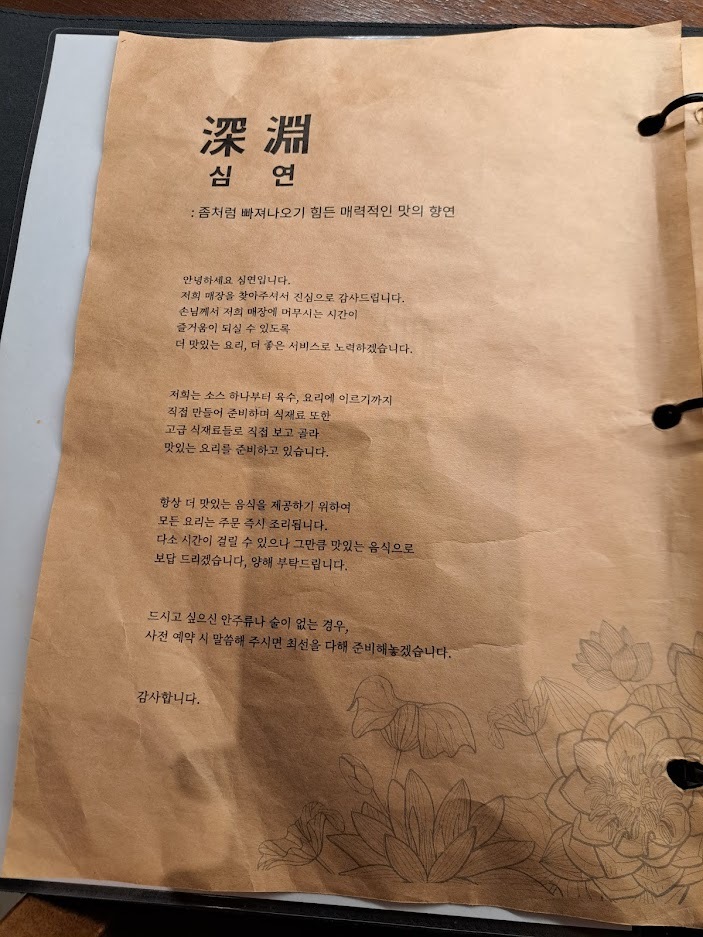 深淵
심연
: 좀처럼 빠져나오기 힘든 매력적인 맛의 향연
안녕하세요 심연입니다.
저희 매장을 찾아주셔서 진심으로 감사드립니다.
손님께서 저희 매장에 머무시는 시간이
즐거움이 되실 수 있도록
더 맛있는 요리, 더 좋은 서비스로 노력하겠습니다.
저희는 소스 하나부터 육수, 요리에 이르기까지
직접 만들어 준비하며 식재료 또한
고급 식재료들로 직접 보고 골라
맛있는 요리를 준비하고 있습니다.
항상 더 맛있는 음식을 제공하기 위하여
모든 요리는 주문 즉시 조리됩니다.
다소 시간이 걸릴 수 있으나 그만큼 맛있는 음식으로
보답 드리겠습니다, 양해 부탁드립니다.
드시고 싶으신 안주류나 술이 없는 경우,
사전 예약 시 말씀해 주시면 최선을 다해 준비해놓겠습니다.
감사합니다.